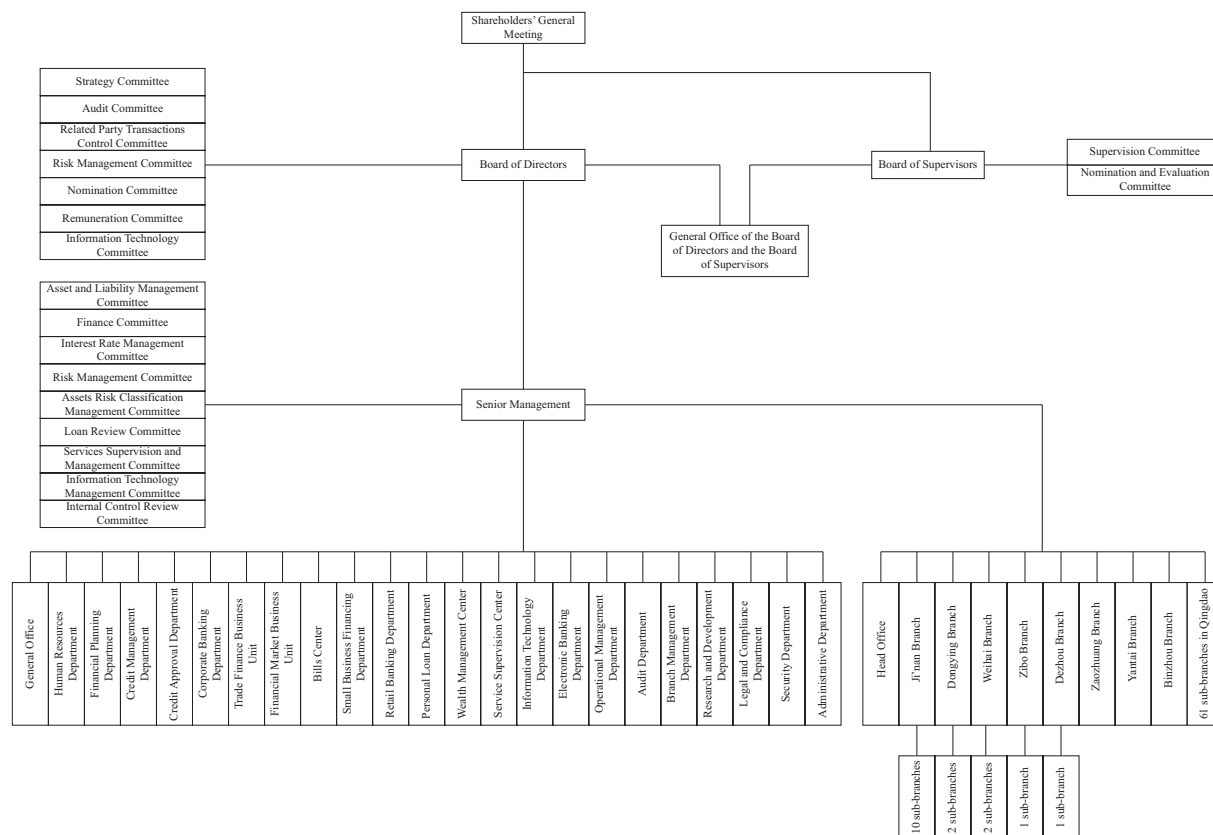 Shareholders' General
Meeting
Strategy Committee
Audit Committee
Related Party Transactions
Control Committee
Risk Management Committee
Nomination Committee
Remuneration Committee
Information Technology
Committee
Board of Directors
Board of Supervisors
Supervision Committee
Nomination and Evaluation
Committee
General Office of the Board
of Directors and the Board
of Supervisors
Asset and Liability Management
Committee
Finance Committee
Interest Rate Management
Committee
Risk Management Committee
Assets Risk Classification
Management Committee
Loan Review Committee
Services Supervision and
Management Committee
Information Technology
Management Committee
Internal Control Review
Committee
Senior Management
General Office
Human Resources
Department
Financial Planning
Department
Credit Management
Department
Credit Approval Department
Corporate Banking
Department
Trade Finance Business
Unit
Financial Market Business
Unit
Bills Center
Small Business Financing
Department
Retail Banking Department
Personal Loan Department
Wealth Management Center
Service Supervision Center
Information Technology
Department
Electronic Banking
Department
Operational Management
Department
Audit Department
Branch Management
Department
Research and Development
Department
Legal and Compliance
Department
Security Department
Administrative Department
Head Office
Ji'nan Branch
Dongying Branch
Weihai Branch
Zibo Branch
Dezhou Branch
Zaozhuang Branch
Yantai Branch
Binzhou Branch
61 sub-branches in Qingdao
10 sub-branches
2 sub-branches
2 sub-branches
1 sub-branch
1 sub-branch